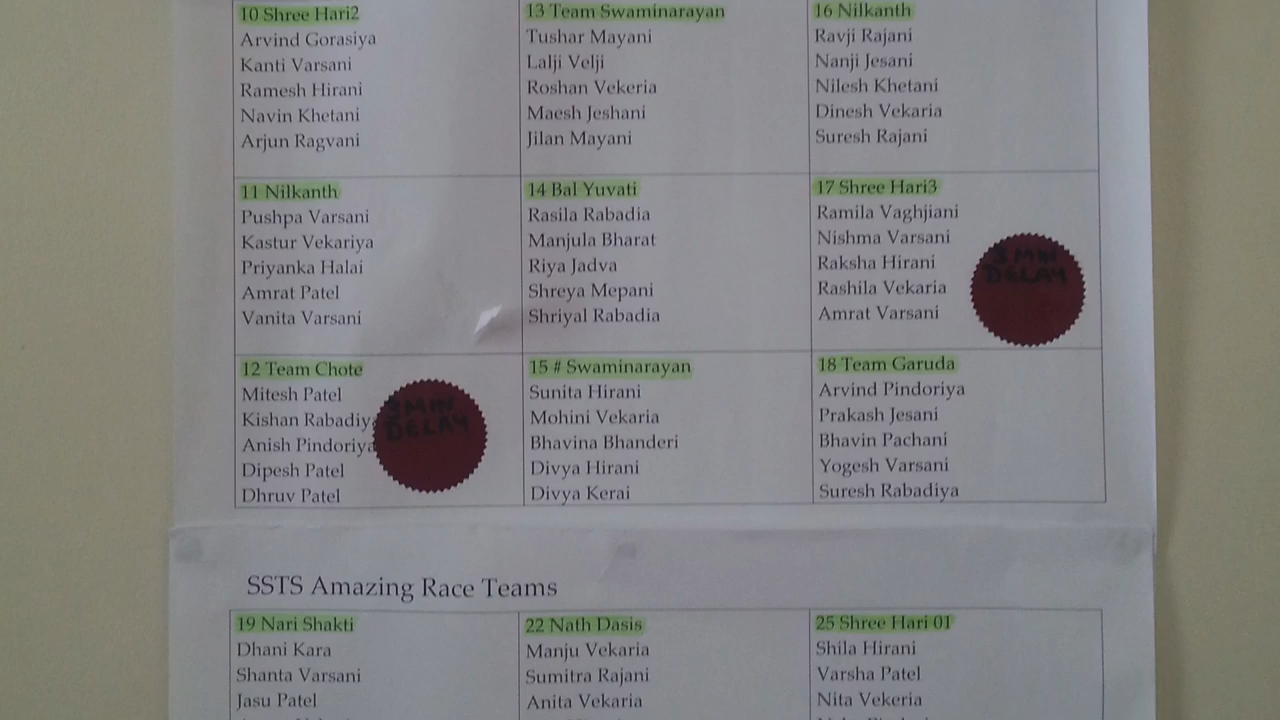 10 Shree Hari2
Arvind Gorasiya
Kanti Varsani
Ramesh Hirani
Navin Khetani
Arjun Ragvani
13 Team Swaminarayan
Tushar Mayani
Lalji Velji
Roshan Vekeria
Maesh Jeshani
Jilan Mayani
16 Nilkanth
Ravji Rajani
Nanji Jesani
Nilesh Khetani
Dinesh Vekaria
Suresh Rajani
11 Nilkanth
Pushpa Varsani
Kastur Vekariya
Priyanka Halai
Amrat Patel
Vanita Varsani
14 Bal Yuvati
Rasila Rabadia
Manjula Bharat
Riya Jadva
Shreya Mepani
Shriyal Rabadia
17 Shree Hari3
Ramila Vaghjiani
Nishma Varsani
Raksha Hirani
Rashila Vekaria
Amrat Varsani
3 MIN
DELAY
12 Team Chote
Mitesh Patel
Kishan Rabadiya
Anish Pindoriya
Dipesh Patel
Dhruv Patel
MIN
DELAY
15 # Swaminarayan
Sunita Hirani
Mohini Vekaria
Bhavina Bhanderi
Divya Hirani
Divya Kerai
18 Team Garuda
Arvind Pindoriya
Prakash Jesani
Bhavin Pachani
Yogesh Varsani
Suresh Rabadiya
SSTS Amazing Race Teams
19 Nari Shakti
Dhani Kara
Shanta Varsani
Jasu Patel
22 Nath Dasis
Manju Vekaria
Sumitra Rajani
Anita Vekaria
25 Shree Hari 01
Shila Hirani
Varsha Patel
Nita Vekeria